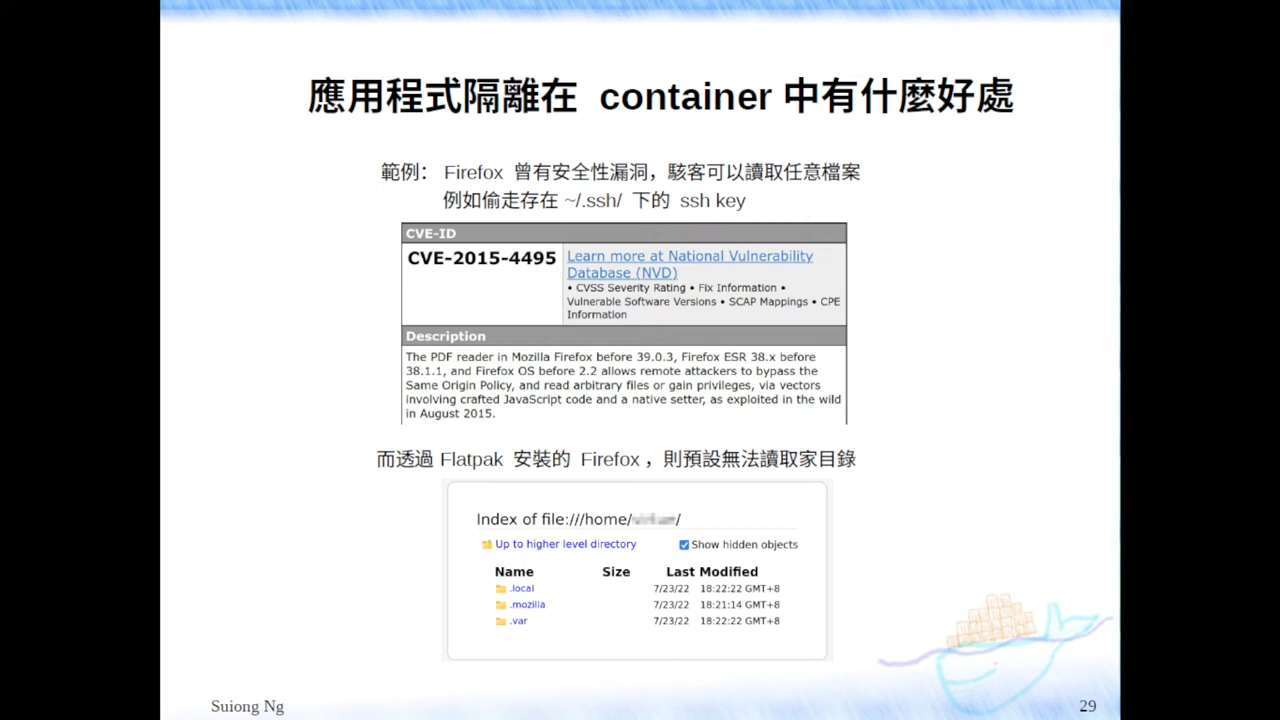 應用程式隔離在 container 中有什麼好處
範例： Firefox 曾有安全性漏洞，駭客可以讀取任意檔案
例如偷走存在 ~/.ssh/ 下的 ssh key
CVE-ID
CVE-2015-4495
Learn more at National Vulnerability
Database (NVD)
• CVSS Severity Rating • Fix Information •
Vulnerable Software Versions • SCAP Mappings • CPE
Information
Description
The PDF reader in Mozilla Firefox before 39.0.3, Firefox ESR 38.x before
38.1.1, and Firefox OS before 2.2 allows remote attackers to bypass the
Same Origin Policy, and read arbitrary files or gain privileges, via vectors
involving crafted JavaScript code and a native setter, as exploited in the wild
in August 2015.
而透過 Flatpak 安裝的 Firefox ，則預設無法讀取家目錄
Index of file:///home/ /
Up to higher level directory Show hidden objects
Name Size Last Modified
.local 7/23/22 18:22:22 GMT+8
.mozilla 7/23/22 18:21:14 GMT+8
.var 7/23/22 18:22:22 GMT+8
Suiong Ng 29